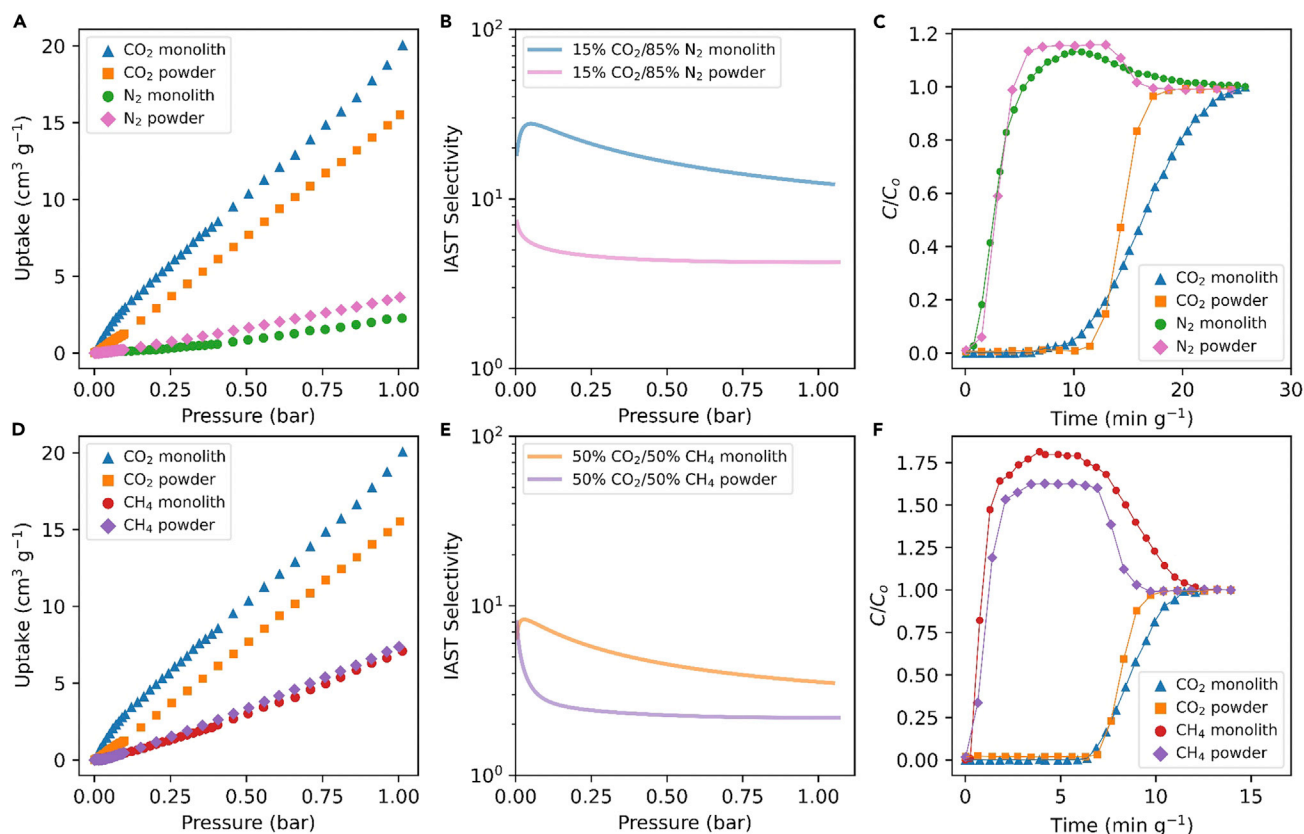 A
Uptake (cm³ g⁻¹)
20
15
10
5
0
CO₂ monolith
CO₂ powder
N₂ monolith
N₂ powder
0.00 0.25 0.50 0.75 1.00
Pressure (bar)
B
IAST Selectivity
10²
10¹
10⁰
15% CO₂/85% N₂ monolith
15% CO₂/85% N₂ powder
0.00 0.25 0.50 0.75 1.00
Pressure (bar)
C
C/Cₒ
1.2
1.0
0.8
0.6
0.4
0.2
0.0
CO₂ monolith
CO₂ powder
N₂ monolith
N₂ powder
0 10 20 30
Time (min g⁻¹)
D
Uptake (cm³ g⁻¹)
20
15
10
5
0
CO₂ monolith
CO₂ powder
CH₄ monolith
CH₄ powder
0.00 0.25 0.50 0.75 1.00
Pressure (bar)
E
IAST Selectivity
10²
10¹
10⁰
50% CO₂/50% CH₄ monolith
50% CO₂/50% CH₄ powder
0.00 0.25 0.50 0.75 1.00
Pressure (bar)
F
C/Cₒ
1.75
1.50
1.25
1.00
0.75
0.50
0.25
0.00
CO₂ monolith
CO₂ powder
CH₄ monolith
CH₄ powder
0 5 10 15
Time (min g⁻¹)